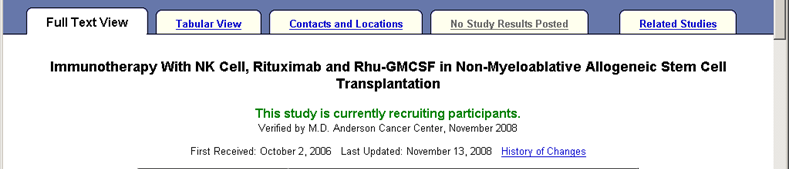 Full Text View
Tabular View
Contacts and Locations
No Study Results Posted
Related Studies
Immunotherapy With NK Cell, Rituximab and Rhu-GMCSF in Non-Myeloablative Allogeneic Stem Cell
Transplantation
This study is currently recruiting participants.
Verified by M.D. Anderson Cancer Center, November 2008
First Received: October 2, 2006 Last Updated: November 13, 2008 History of Changes